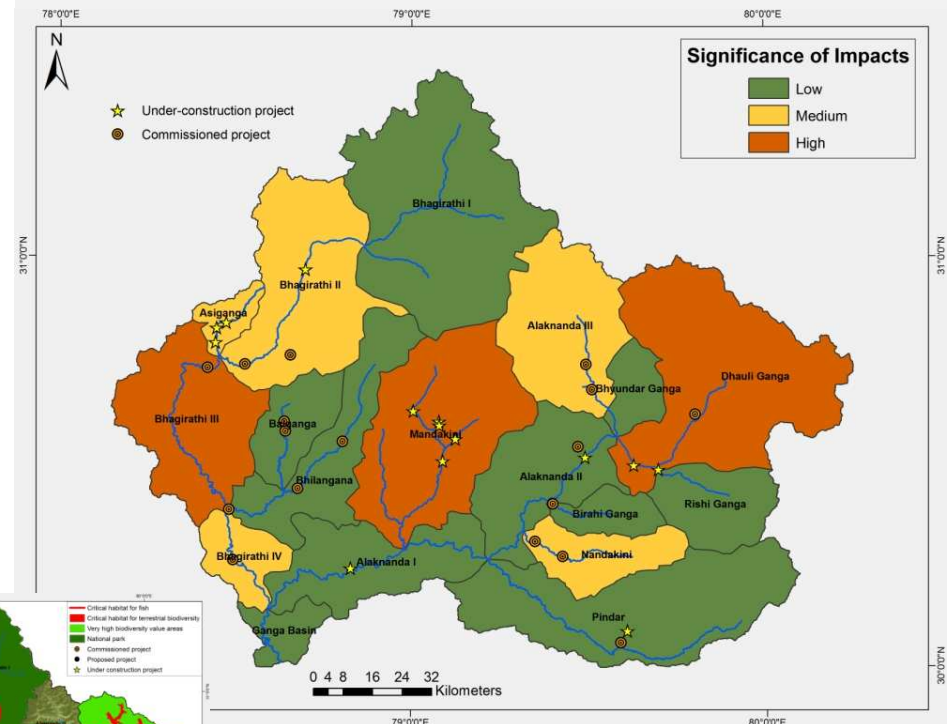 78°0'0"E
79°0'0"E
80°0'0"E
N
Under-construction project
Commissioned project
Significance of Impacts
Low
Medium
High
31°0'0"N
31°0'0"N
Bhagirathi I
Bhagirathi II
Asiganga
Alaknanda III
Dhauli Ganga
Bhyundar Ganga
Bhagirathi III
Balganga
Mandakini
Bhilangana
Alaknanda II
Rishi Ganga
Birahi Ganga
Nandakini
Bhagirathi IV
Alaknanda I
Pindar
Ganga Basin
30°0'0"N
0 4 8 16 24 32
Kilometers
79°0'0"E
80°0'0"E
Critical habitat for fish
Critical habitat for terrestrial biodiversity
Very high biodiversity value areas
National park
Commissioned project
Proposed project
Under construction project